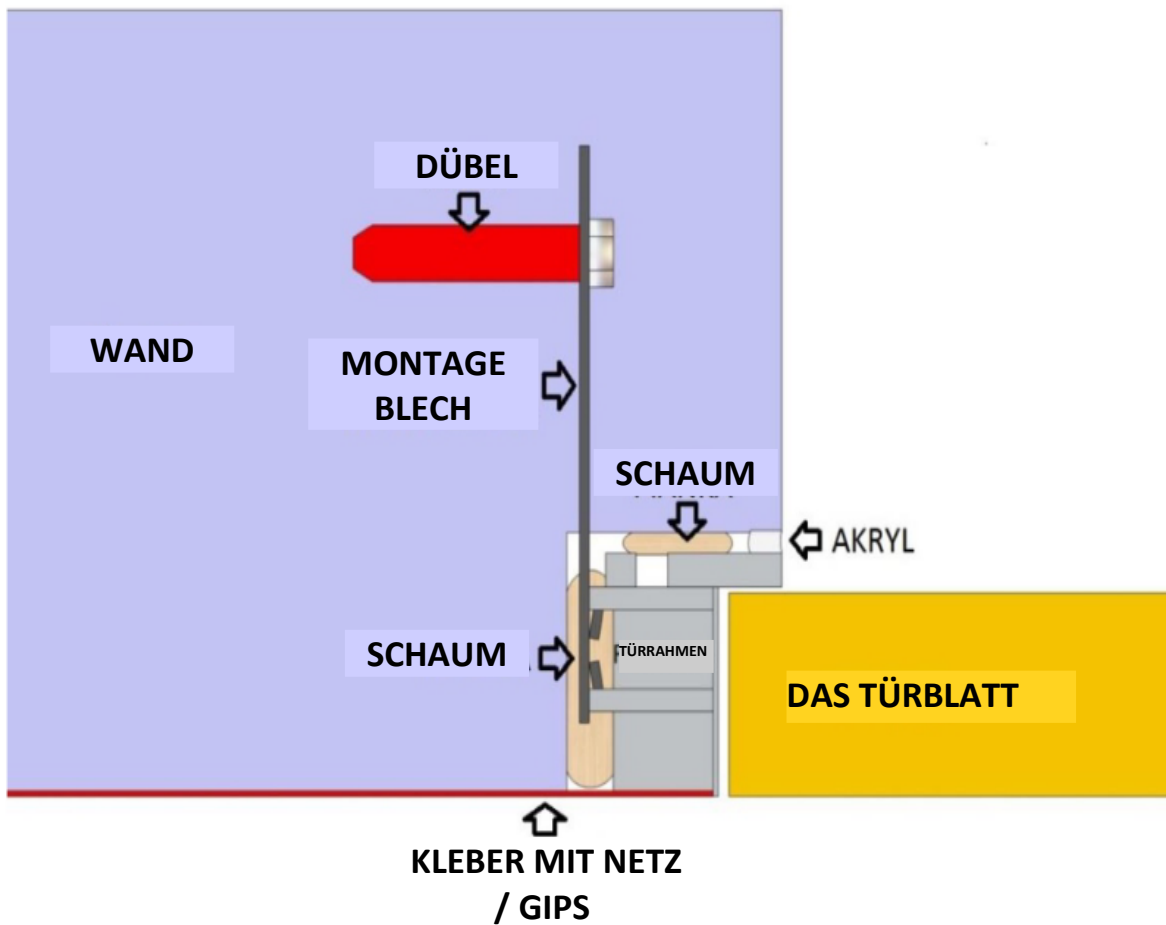 DÜBEL
WAND
MONTAGE
BLECH
SCHAUM
AKRYL
SCHAUM
TÜRRAHMEN
DAS TÜRBLATT
KLEBER MIT NETZ
/ GIPS